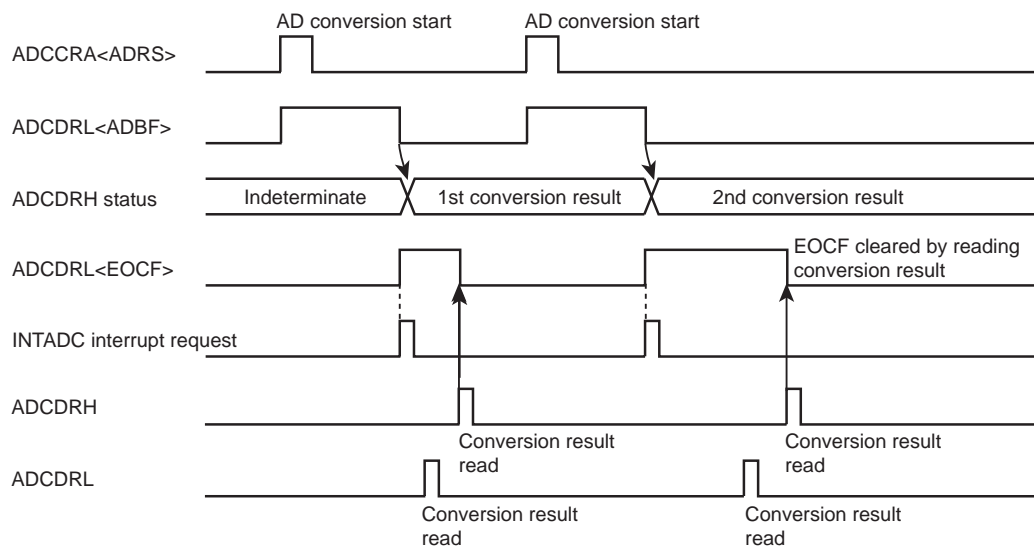 AD conversion start
AD conversion start
ADCCRA<ADRS>
ADCDRL<ADBF>
ADCDRH status
Indeterminate
1st conversion result
2nd conversion result
EOCF cleared by reading
conversion result
ADCDRL<EOCF>
INTADC interrupt request
ADCDRH
Conversion result
read
Conversion result
read
ADCDRL
Conversion result
read
Conversion result
read